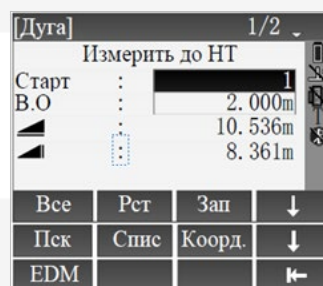 [Дуга] 1/2
Измерить до НТ
Старт : 1
В.О : 2.000m
: 10.536m
: 8.361m
Все Рст Зап ↓
Пск Спис Коорд. ↓
EDM